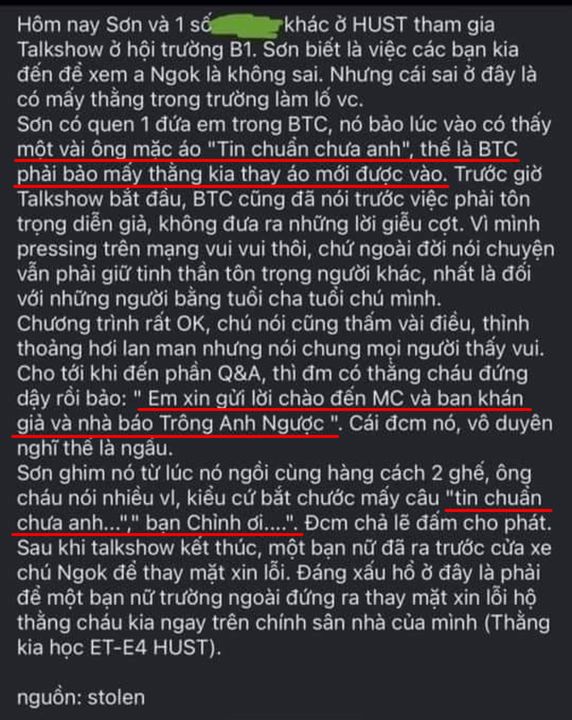 Hôm nay Sơn và 1 số khác ở HUST tham gia
Talkshow ở hội trường B1. Sơn biết là việc các bạn kia
đến để xem a Ngok là không sai. Nhưng cái sai ở đây là
có mấy thằng trong trường làm lố vc.
Sơn có quen 1 đứa em trong BTC, nó bảo lúc vào có thấy
một vài ông mặc áo "Tin chuẩn chưa anh", thế là BTC
phải bảo mấy thằng kia thay áo mới được vào. Trước giờ
Talkshow bắt đầu, BTC cũng đã nói trước việc phải tôn
trọng diễn giả, không đưa ra những lời giễu cợt. Vì mình
pressing trên mạng vui vui thôi, chứ ngoài đời nói chuyện
vẫn phải giữ tinh thần tôn trọng người khác, nhất là đối
với những người bằng tuổi cha tuổi chú mình.
Chương trình rất OK, chú nói cũng thấm vài điều, thỉnh
thoảng hơi lan man nhưng nói chung mọi người thấy vui.
Cho tới khi đến phần Q&A, thì đm có thằng cháu đứng
dậy rồi bảo: " Em xin gửi lời chào đến MC và ban khán
giả và nhà báo Trông Anh Ngược ". Cái đcm nó, vô duyên
nghĩ thế là ngầu.
Sơn ghim nó từ lúc nó ngồi cùng hàng cách 2 ghế, ông
cháu nói nhiều vl, kiểu cứ bắt chước mấy câu "tin chuẩn
chưa anh..."," bạn Chỉnh ơi....". Đcm chả lẽ đấm cho phát.
Sau khi talkshow kết thúc, một bạn nữ đã ra trước cửa xe
chú Ngok để thay mặt xin lỗi. Đáng xấu hổ ở đây là phải
để một bạn nữ trường ngoài đứng ra thay mặt xin lỗi hộ
thằng cháu kia ngay trên chính sân nhà của mình (Thằng
kia học ET-E4 HUST).
nguồn: stolen